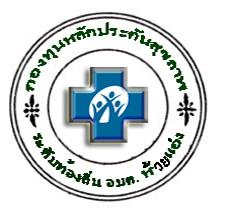 กองทุนหลักประกันสุขภาพ
ระดับท้องถิ่น อบต. ห้วยแอ่ง